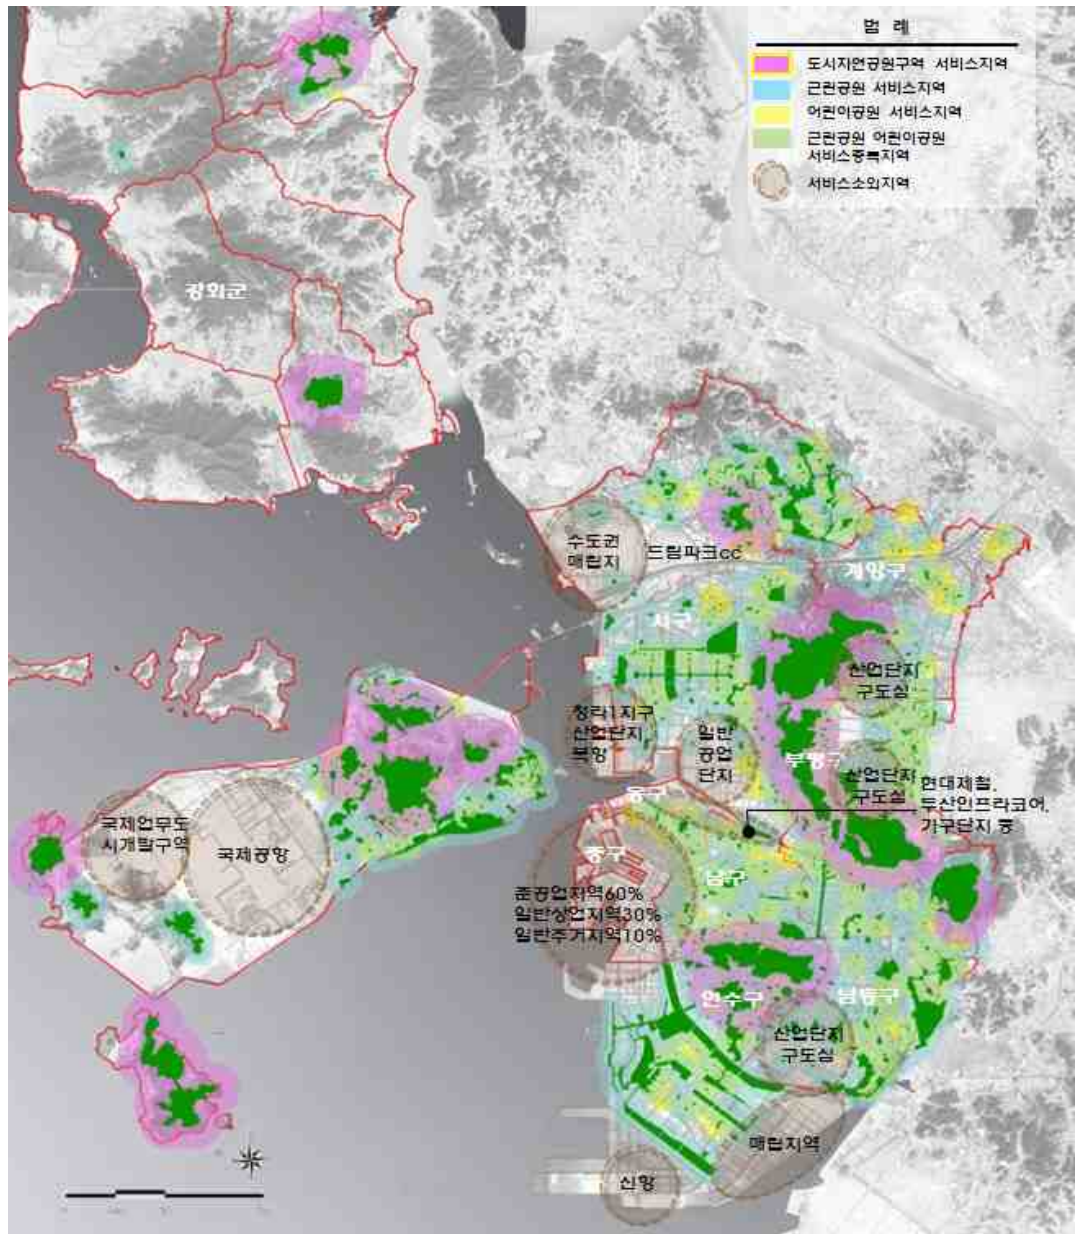 범 례
도시자연공원구역 서비스지역
근린공원 서비스지역
어린이공원 서비스지역
근린공원 어린이공원
서비스중복지역
서비스소외지역
강화군
수도권
매립지
드림파크cc
계양구
서구
산업단지
구도심
청라1지구
산업단지,
북항
일반
공업
단지
부평구
산업단지
구도심
현대제철,
두산인프라코어,
가구단지 등
동구
국제업무도
시개발구역
국제공항
중구
남구
준공업지역60%
일반상업지역30%
일반주거지역10%
연수구
남동구
산업단지
구도심
매립지역
신항